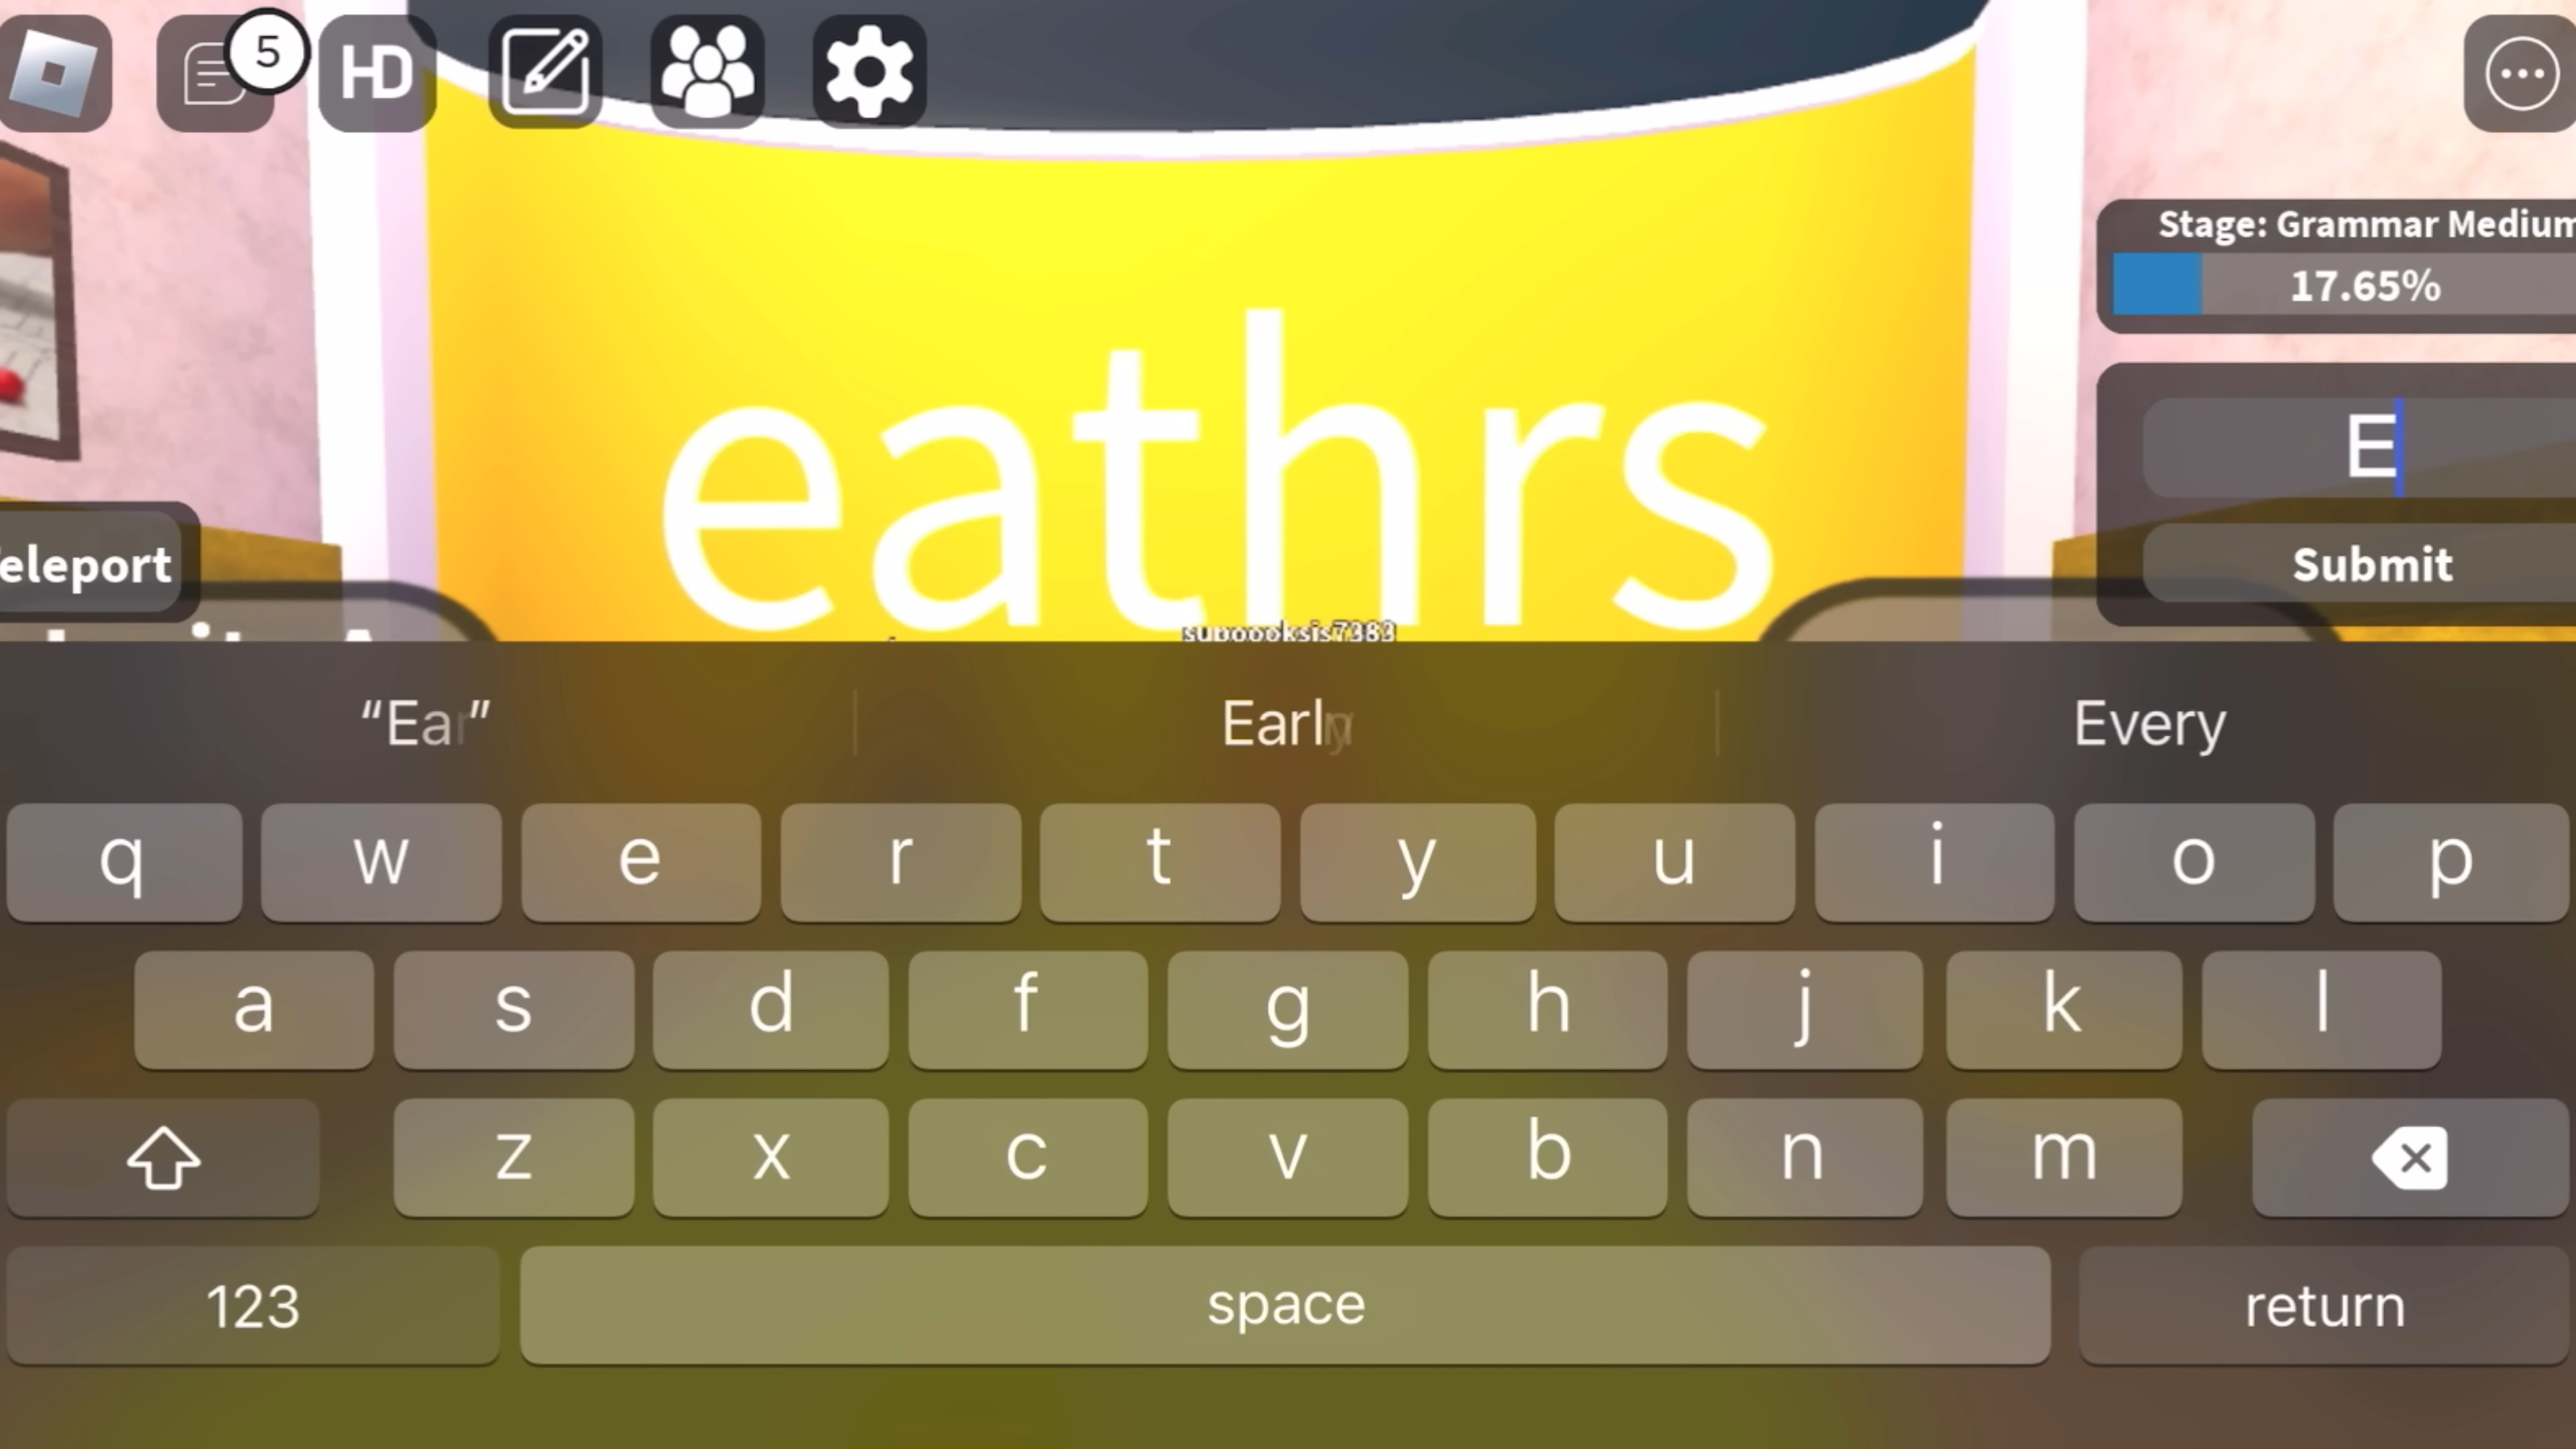 5
HD
Stage: Grammar Medium
17.65%
eathrs
E
eleport
Submit
“Ear”
Early
Every
q w e r t y u i o p
a s d f g h j k l
z x c v b n m
123 space return